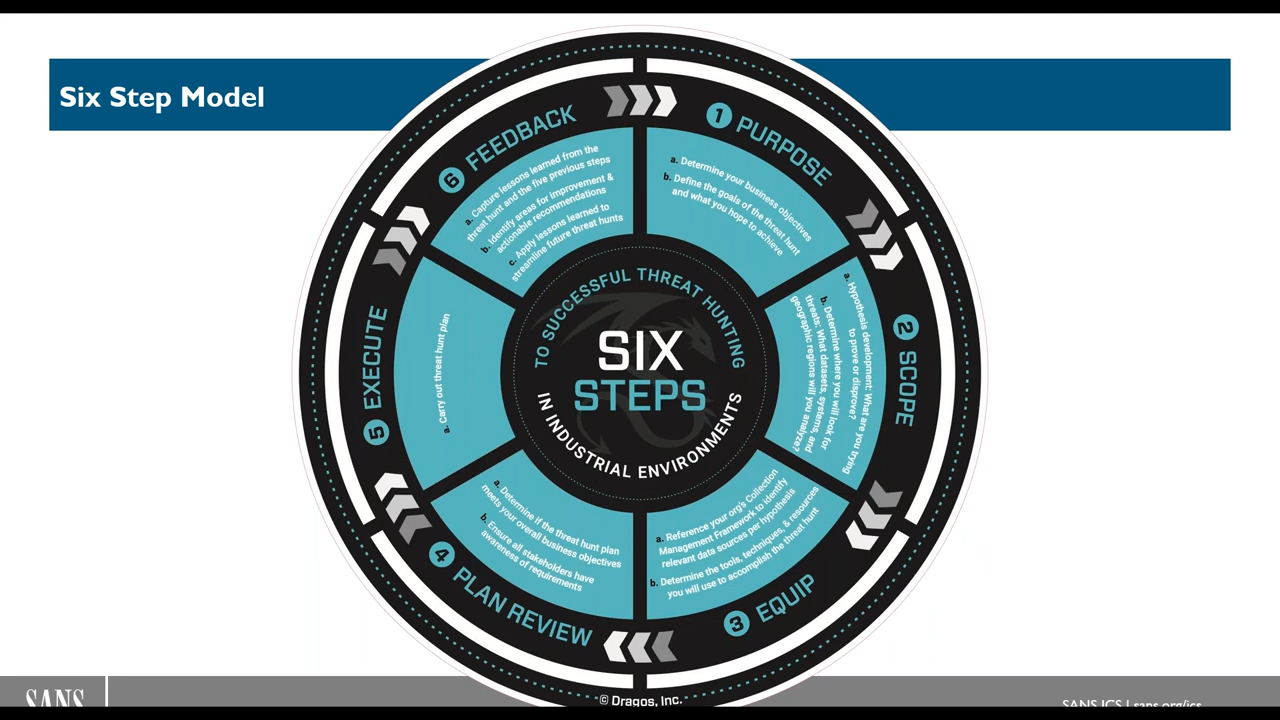 Six Step Model
TO SUCCESSFUL THREAT HUNTING
SIX
STEPS
IN INDUSTRIAL ENVIRONMENTS
1 PURPOSE
a. Determine your business objectives
b. Define the goals of the threat hunt
and what you hope to achieve
2 SCOPE
a. Hypothesis development: What are you trying
to prove or disprove?
b. Determine where you will look for
threats: What datasets, systems, and
geographic regions will you analyze?
3 EQUIP
a. Reference your org's Collection
Management Framework to identify
relevant data sources per hypothesis
b. Determine the tools, techniques, & resources
you will use to accomplish the threat hunt
4 PLAN REVIEW
a. Determine if the threat hunt plan
meets your overall business objectives
b. Ensure all stakeholders have
awareness of requirements
5 EXECUTE
a. Carry out threat hunt plan
6 FEEDBACK
a. Capture lessons learned from the
threat hunt and the five previous steps
b. Identify areas for improvement &
actionable recommendations
c. Apply lessons learned to
streamline future threat hunts
© Dragos, Inc.
SANS
SANS ICS | sans.org/ics